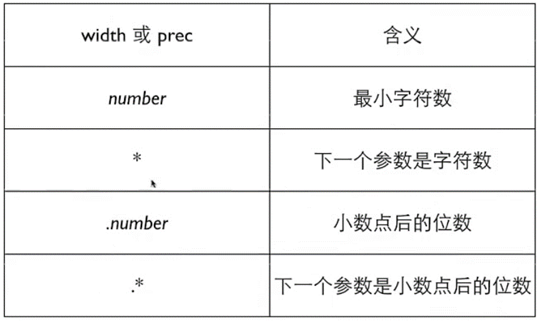 width 或 prec 含义
number 最小字符数
* 下一个参数是字符数
.number 小数点后的位数
.* 下一个参数是小数点后的位数